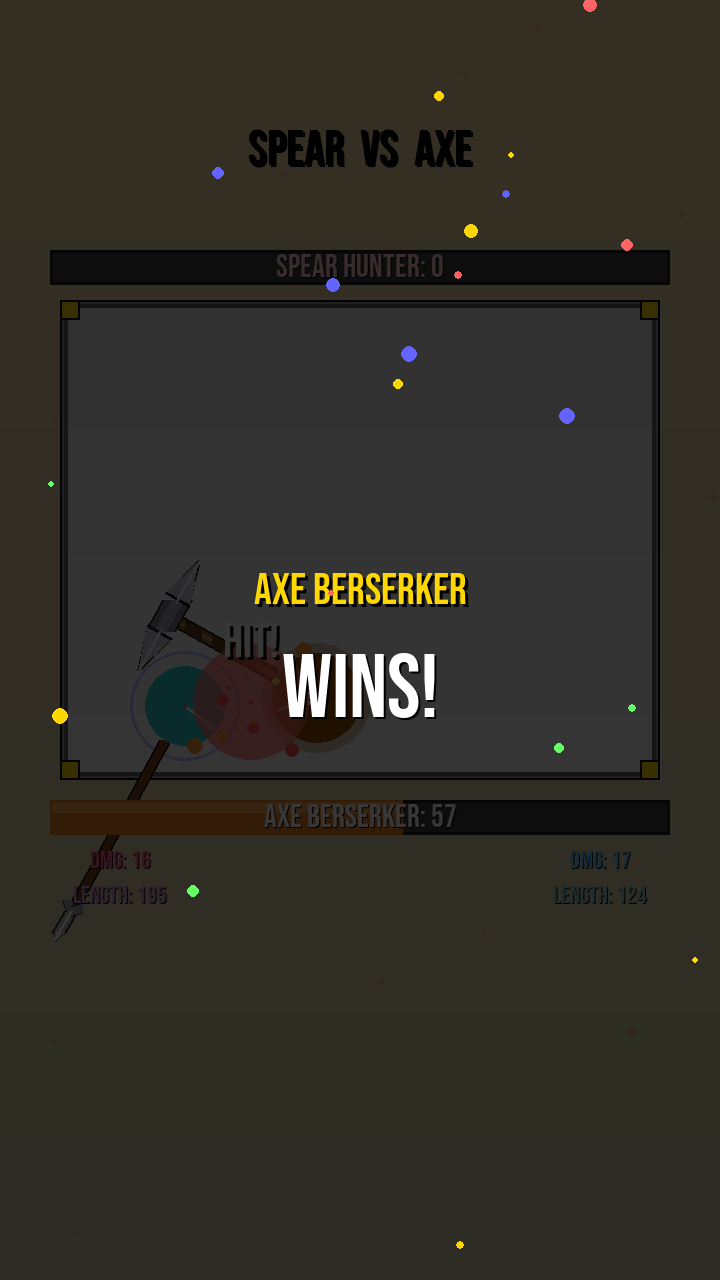 SPEAR VS AXE
SPEAR HUNTER: 0
AXE BERSERKER
HIT!
WINS!
AXE BERSERKER: 57
DMG: 16
DMG: 17
LENGTH: 195
LENGTH: 124